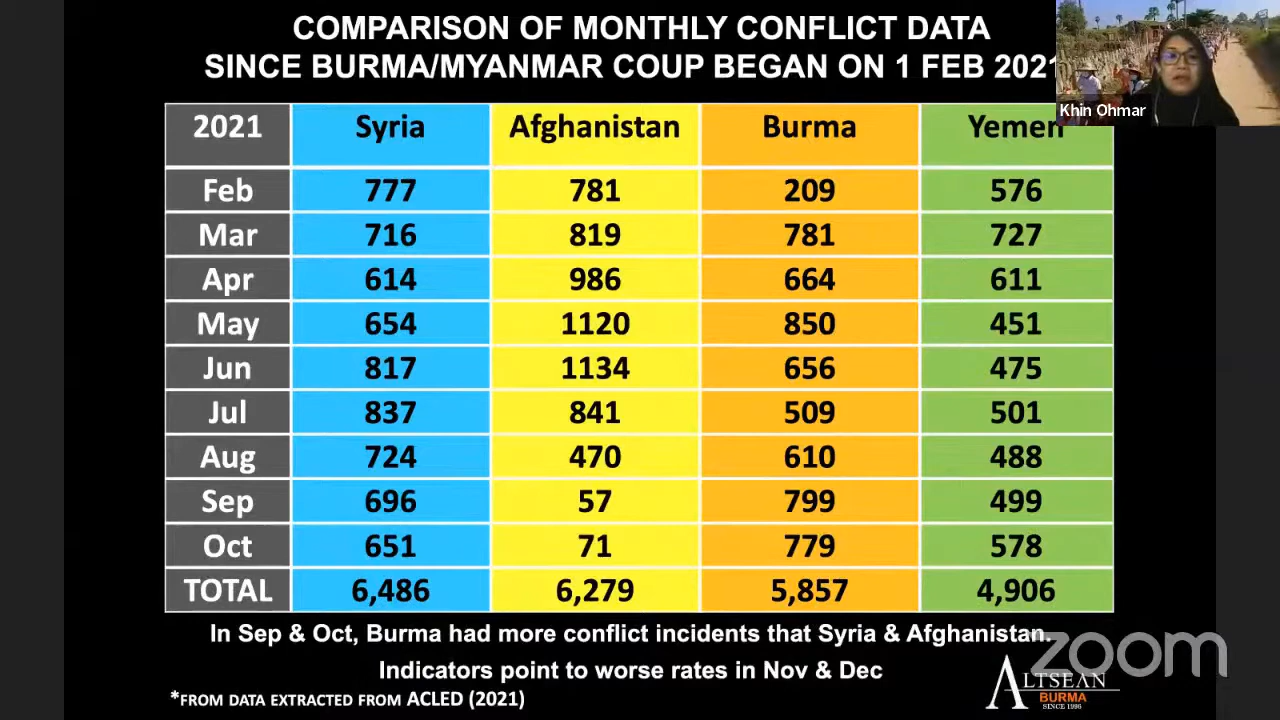 COMPARISON OF MONTHLY CONFLICT DATA
SINCE BURMA/MYANMAR COUP BEGAN ON 1 FEB 2021
Khin Ohmar
2021 Syria Afghanistan Burma Yemen
Feb 777 781 209 576
Mar 716 819 781 727
Apr 614 986 664 611
May 654 1120 850 451
Jun 817 1134 656 475
Jul 837 841 509 501
Aug 724 470 610 488
Sep 696 57 799 499
Oct 651 71 779 578
TOTAL 6,486 6,279 5,857 4,906
In Sep & Oct, Burma had more conflict incidents that Syria & Afghanistan.
Indicators point to worse rates in Nov & Dec
*FROM DATA EXTRACTED FROM ACLED (2021)
zoom
ALTSEAN
BURMA
SINCE 1996